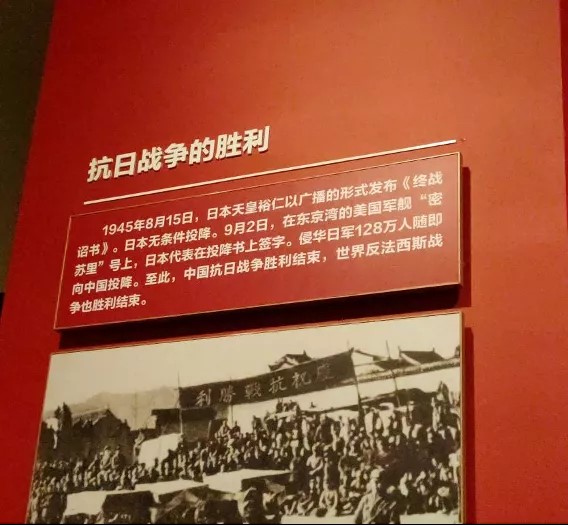 抗日战争的胜利
1945年8月15日，日本天皇裕仁以广播的形式发布《终战
诏书》。日本无条件投降。9月2日，在东京湾的美国军舰“密
苏里”号上，日本代表在投降书上签字。侵华日军128万人随即
向中国投降。至此，中国抗日战争胜利结束，世界反法西斯战
争也胜利结束。
利勝戰抗祝慶